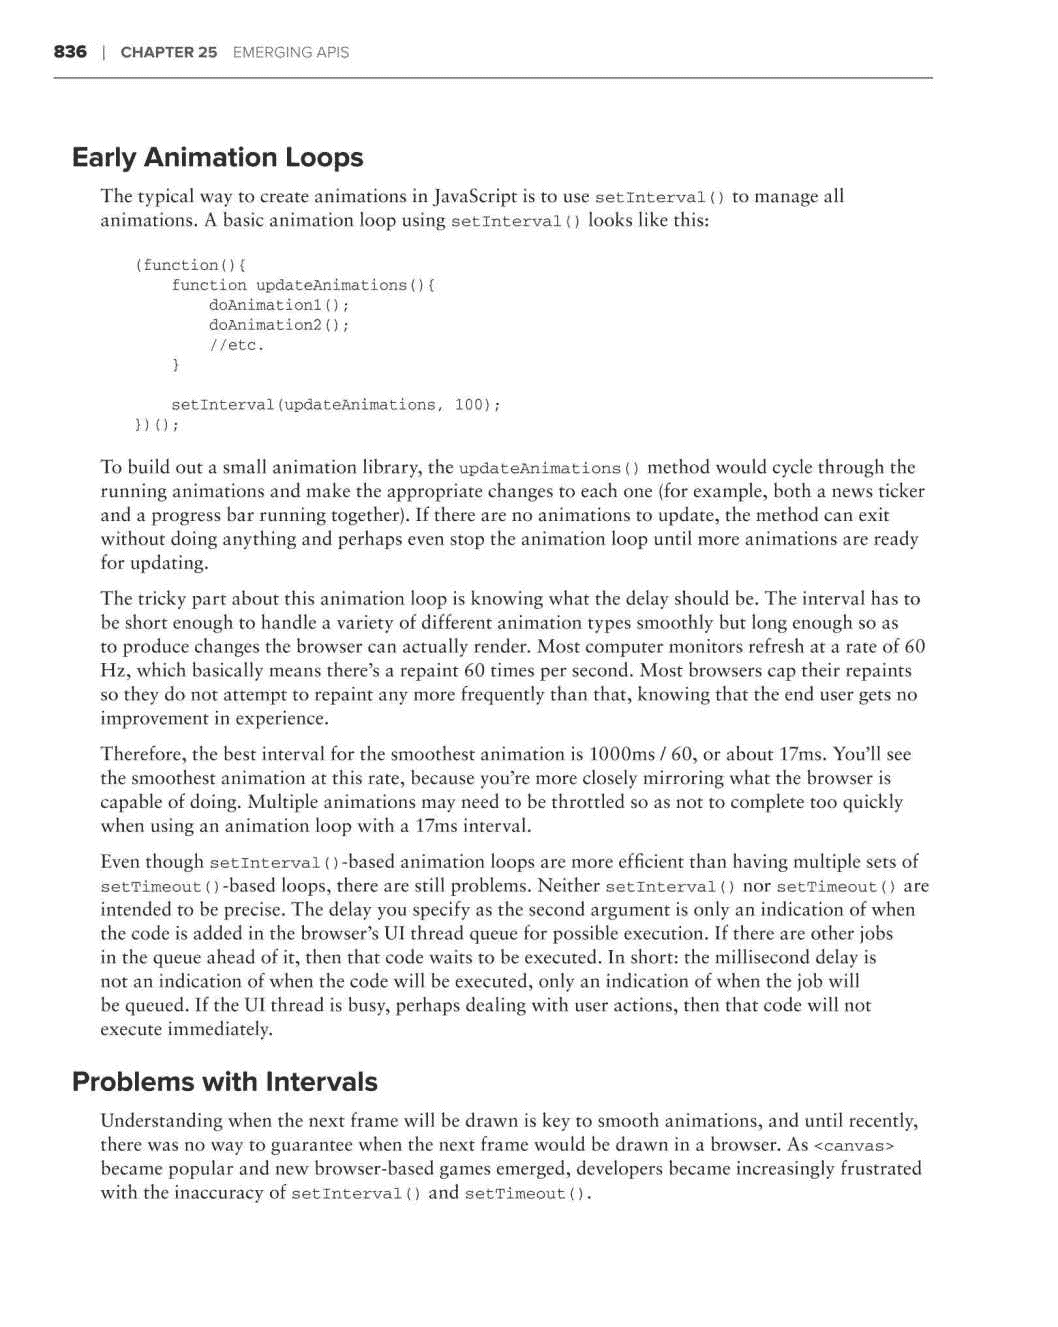 836 | CHAPTER 25 EMERGING APIS
Early Animation Loops
The typical way to create animations in JavaScript is to use setInterval() to manage all
animations. A basic animation loop using setInterval() looks like this:
(function(){
    function updateAnimations(){
        doAnimation1();
        doAnimation2();
        //etc.
    }
    setInterval(updateAnimations, 100);
})();
To build out a small animation library, the updateAnimations() method would cycle through the
running animations and make the appropriate changes to each one (for example, both a news ticker
and a progress bar running together). If there are no animations to update, the method can exit
without doing anything and perhaps even stop the animation loop until more animations are ready
for updating.
The tricky part about this animation loop is knowing what the delay should be. The interval has to
be short enough to handle a variety of different animation types smoothly but long enough so as
to produce changes the browser can actually render. Most computer monitors refresh at a rate of 60
Hz, which basically means there's a repaint 60 times per second. Most browsers cap their repaints
so they do not attempt to repaint any more frequently than that, knowing that the end user gets no
improvement in experience.
Therefore, the best interval for the smoothest animation is 1000ms / 60, or about 17ms. You'll see
the smoothest animation at this rate, because you're more closely mirroring what the browser is
capable of doing. Multiple animations may need to be throttled so as not to complete too quickly
when using an animation loop with a 17ms interval.
Even though setInterval()-based animation loops are more efficient than having multiple sets of
setTimeout()-based loops, there are still problems. Neither setInterval() nor setTimeout() are
intended to be precise. The delay you specify as the second argument is only an indication of when
the code is added in the browser's UI thread queue for possible execution. If there are other jobs
in the queue ahead of it, then that code waits to be executed. In short: the millisecond delay is
not an indication of when the code will be executed, only an indication of when the job will
be queued. If the UI thread is busy, perhaps dealing with user actions, then that code will not
execute immediately.
Problems with Intervals
Understanding when the next frame will be drawn is key to smooth animations, and until recently,
there was no way to guarantee when the next frame would be drawn in a browser. As <canvas>
became popular and new browser-based games emerged, developers became increasingly frustrated
with the inaccuracy of setInterval() and setTimeout().